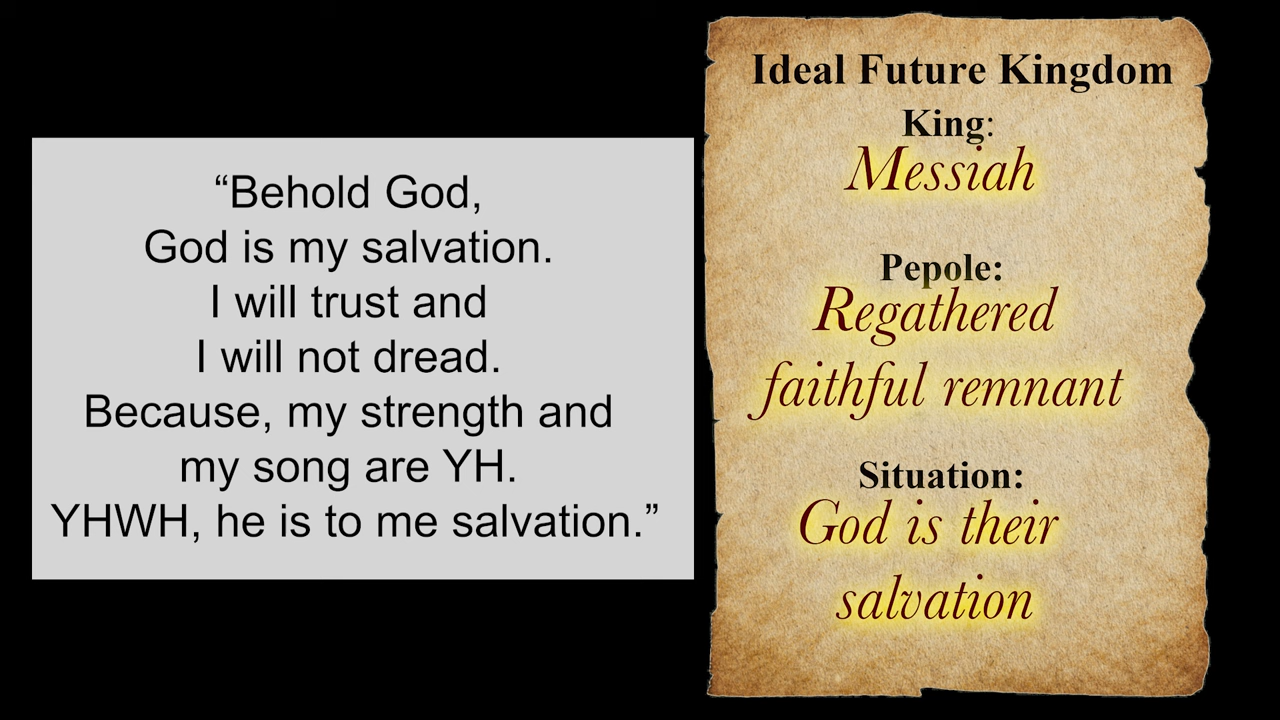 “Behold God,
God is my salvation.
I will trust and
I will not dread.
Because, my strength and
my song are YH.
YHWH, he is to me salvation.”
Ideal Future Kingdom
King:
Messiah
Pepole:
Regathered
faithful remnant
Situation:
God is their
salvation